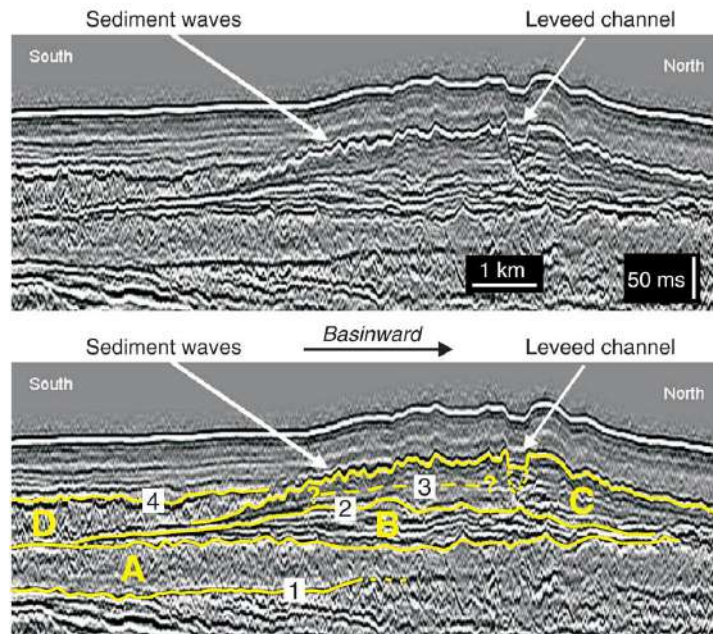 Sediment waves Leveed channel
South
North
1 km
50 ms
Sediment waves Basinward Leveed channel
South
North
4 ? 3 ?
D 2 B C
A
1